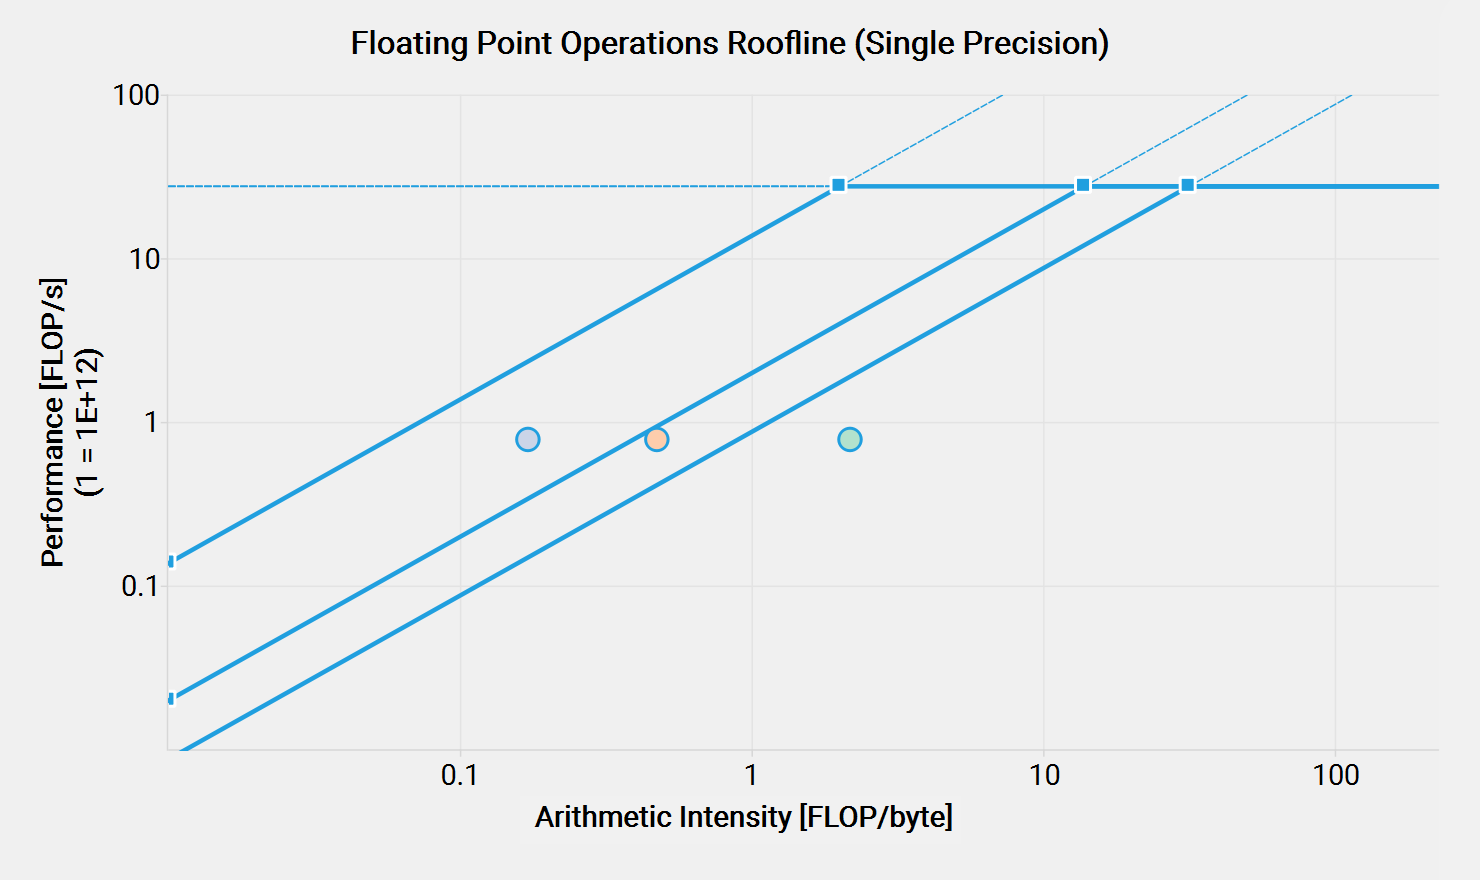 Floating Point Operations Roofline (Single Precision)
100
10
1
0.1
Performance [FLOP/s]
(1 = 1E+12)
0.1 1 10 100
Arithmetic Intensity [FLOP/byte]